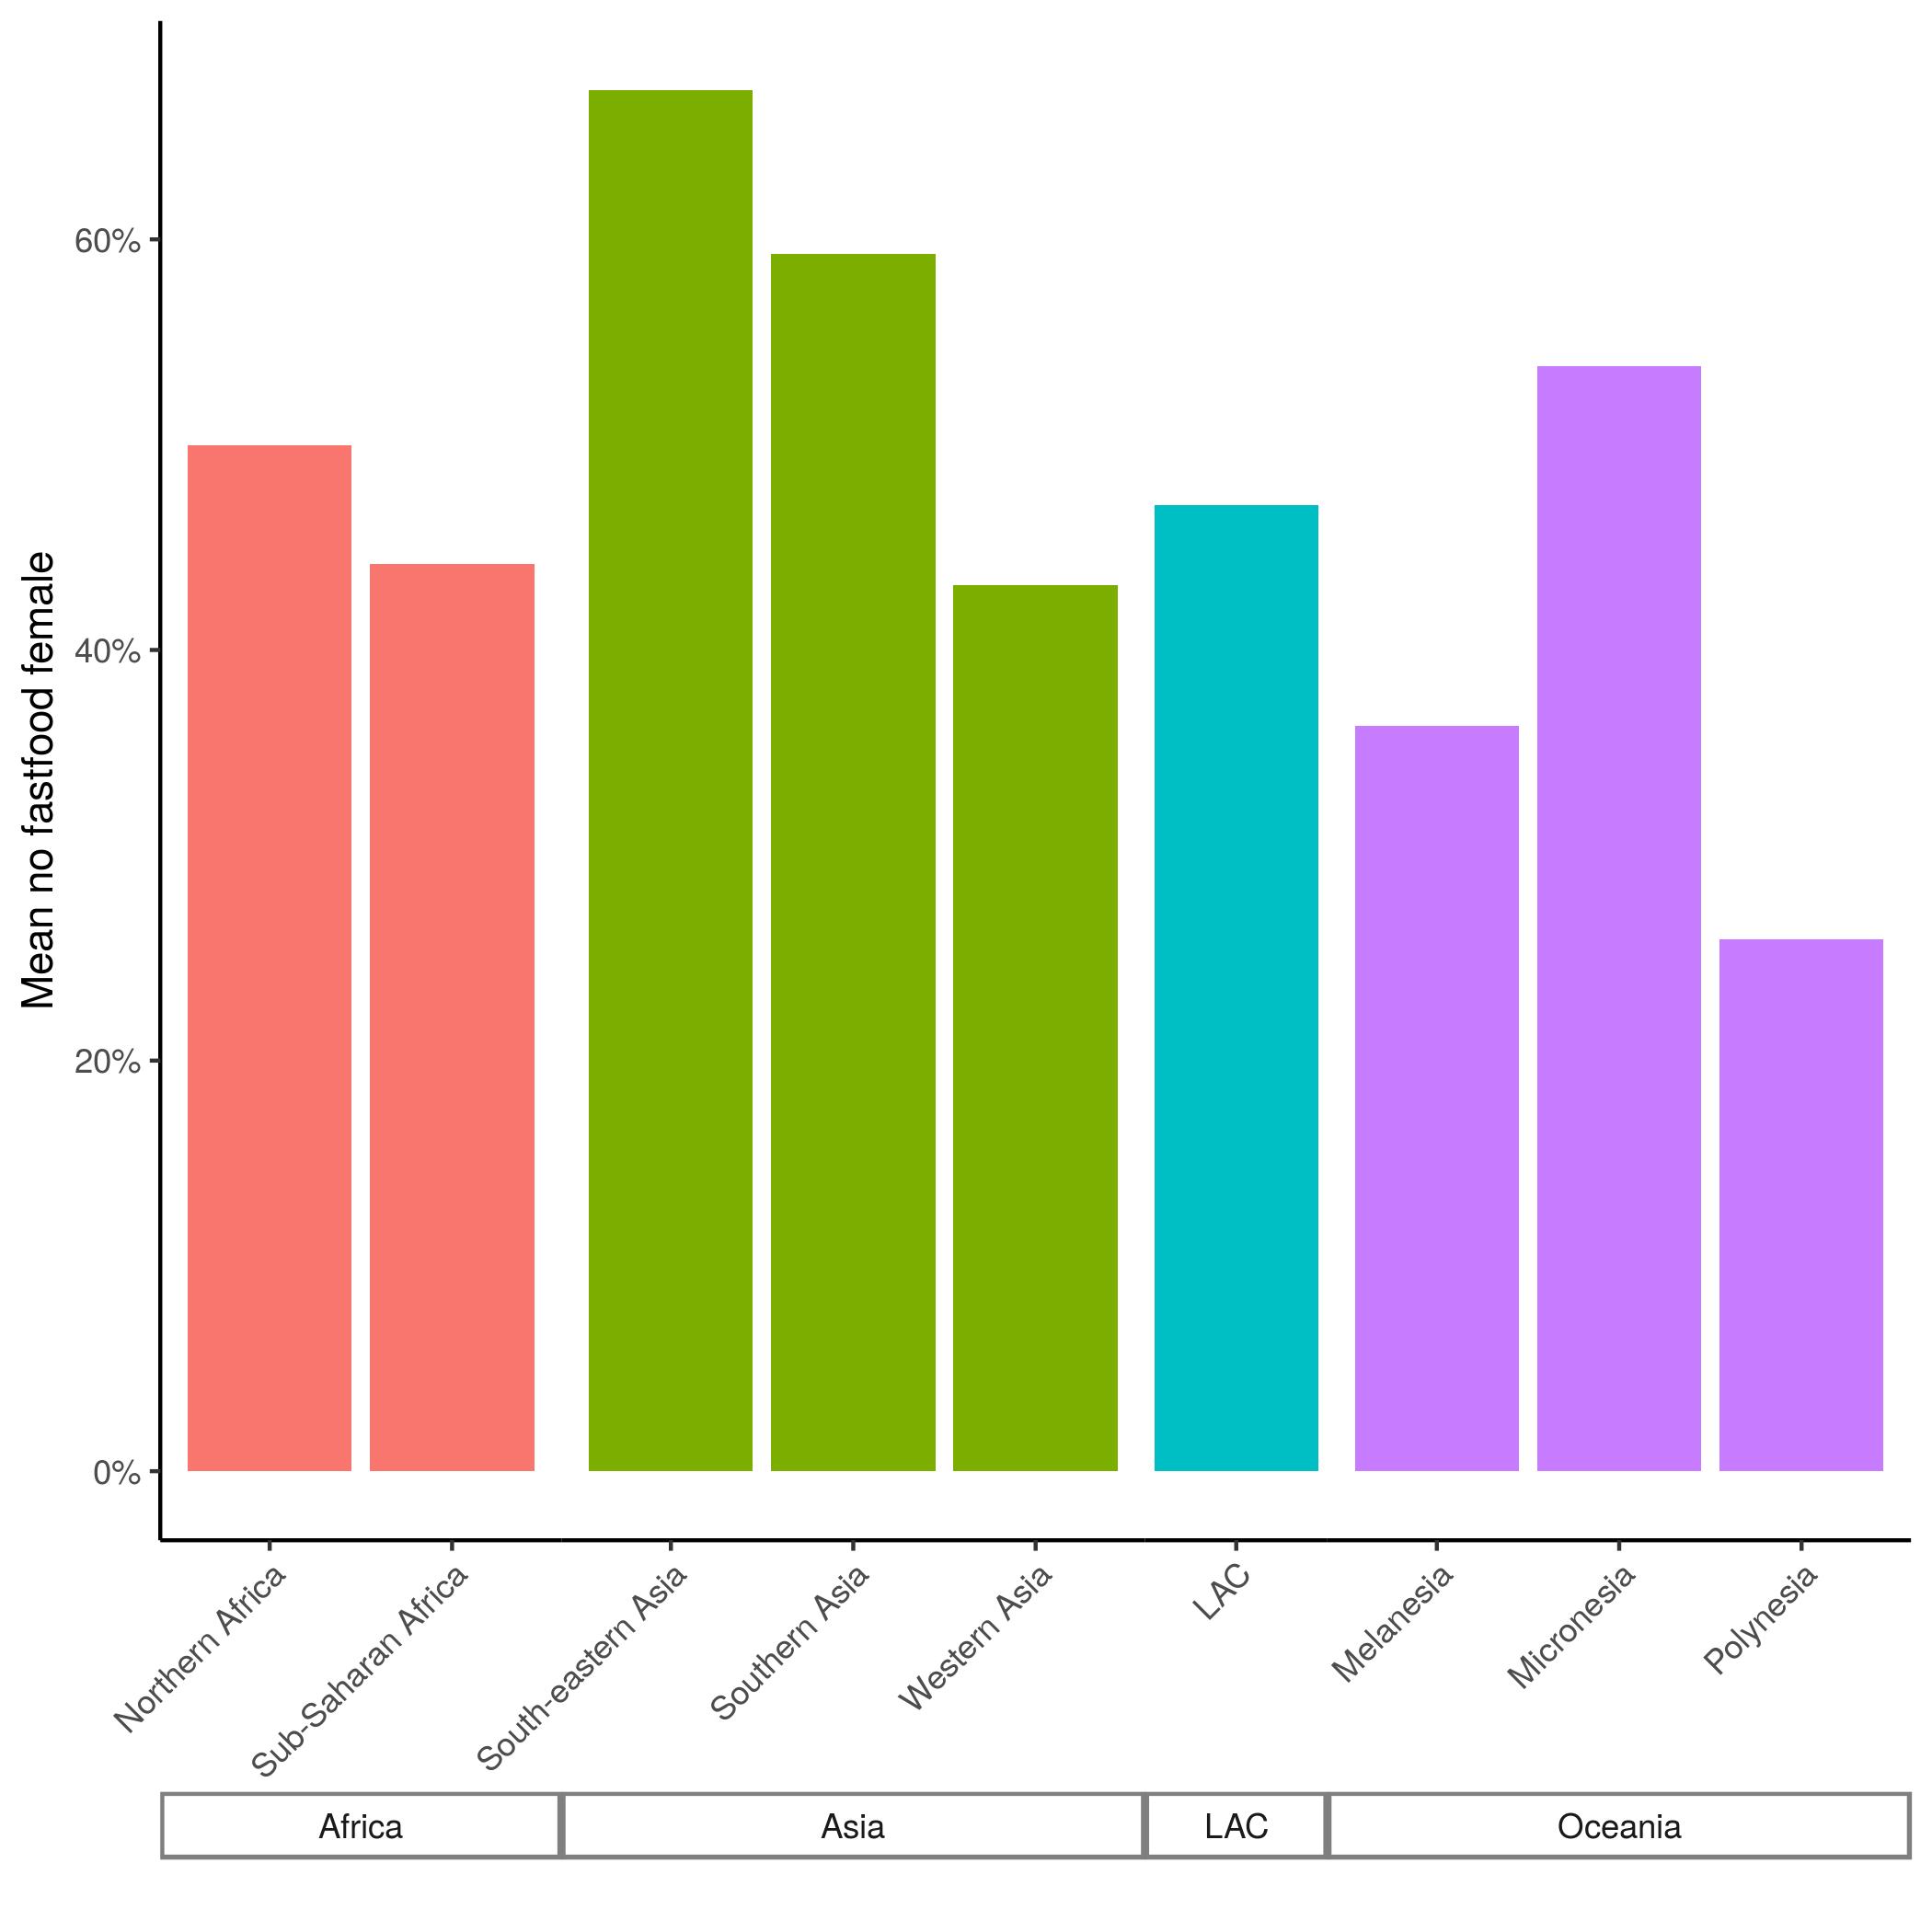 Mean no fastfood female
60%
40%
20%
0%
Northern Africa
Sub-Saharan Africa
South-eastern Asia
Southern Asia
Western Asia
LAC
Melanesia
Micronesia
Polynesia
Africa
Asia
LAC
Oceania